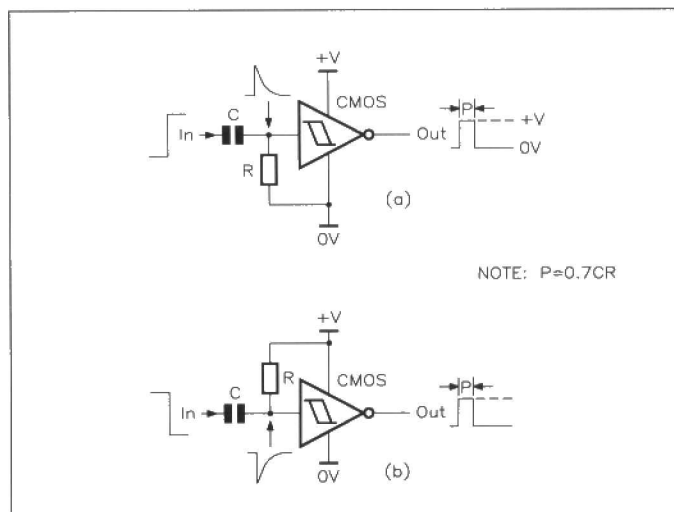 +V
CMOS
C
In
R
Out
P
+V
0V
(a)
0V
NOTE: P=0.7CR
+V
R
CMOS
C
In
Out
P
0V
(b)